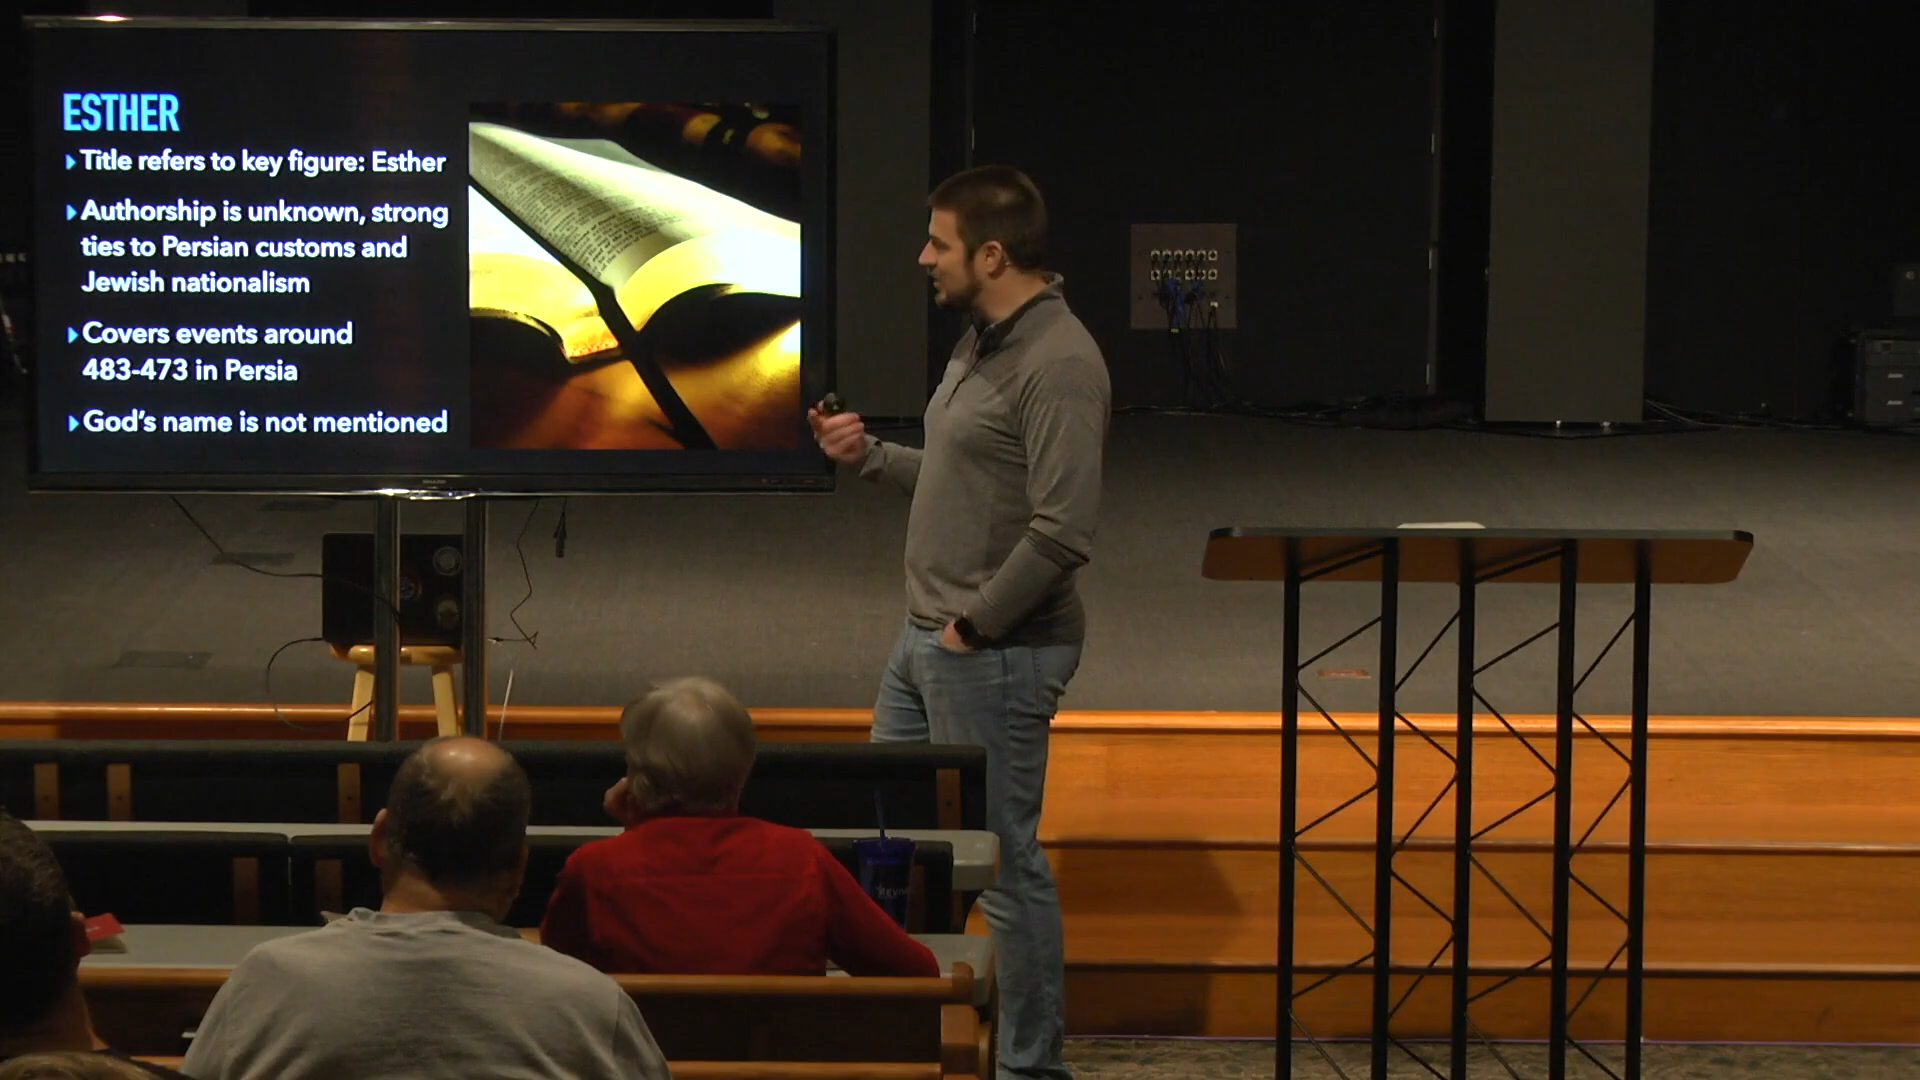 ESTHER
Title refers to key figure: Esther
Authorship is unknown, strong
ties to Persian customs and
Jewish nationalism
Covers events around
483-473 in Persia
God's name is not mentioned
SHARP